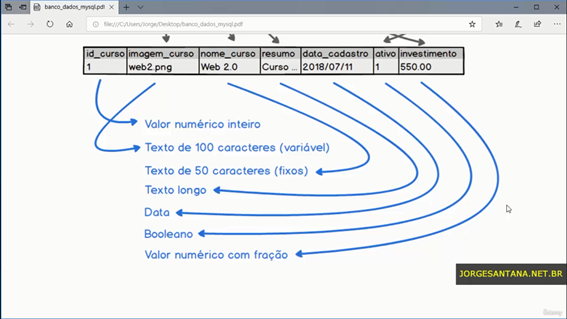 banco_dados_mysql.pdf
file:///C:/Users/Jorge/Desktop/banco_dados_mysql.pdf
id_curso imagem_curso nome_curso resumo data_cadastro ativo investimento
1 web2.png Web 2.0 Curso ... 2018/07/11 1 550.00
Valor numérico inteiro
Texto de 100 caracteres (variável)
Texto de 50 caracteres (fixos)
Texto longo
Data
Booleano
Valor numérico com fração
JORGESANTANA.NET.BR
Udemy